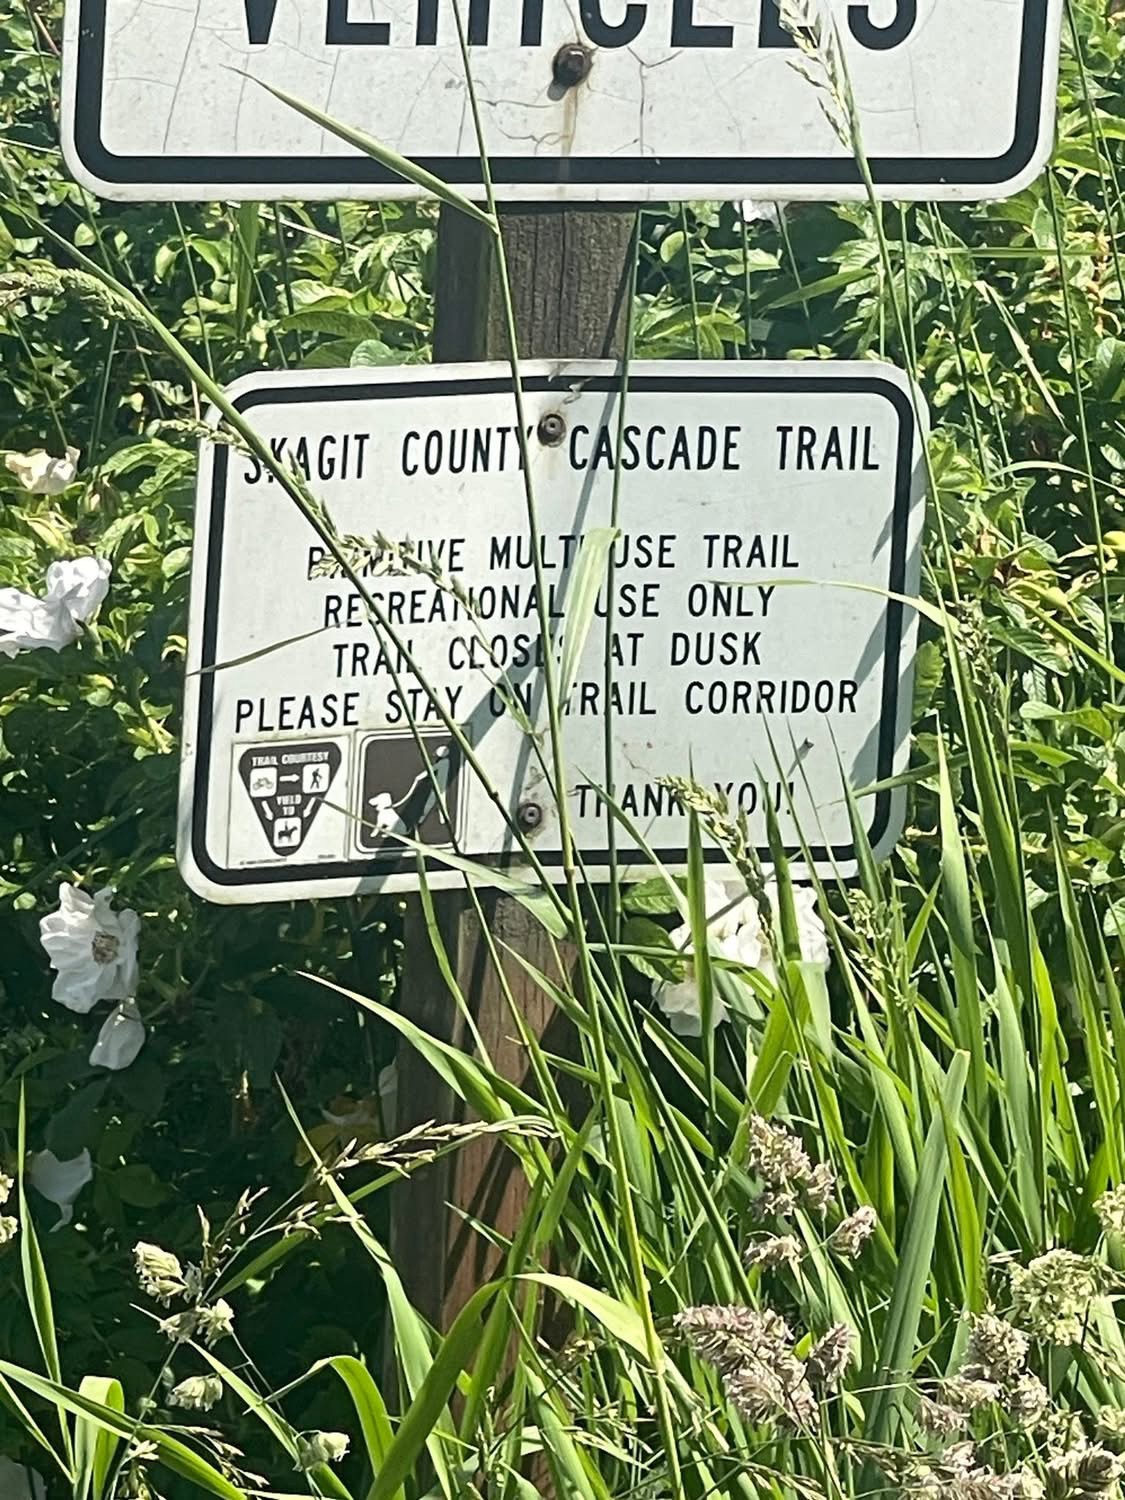 VEHICLES
SKAGIT COUNTY CASCADE TRAIL
PRIMITIVE MULTI USE TRAIL
RECREATIONAL USE ONLY
TRAIL CLOSES AT DUSK
PLEASE STAY ON TRAIL CORRIDOR
TRAIL COURTESY
YIELD
TO
THANK YOU!